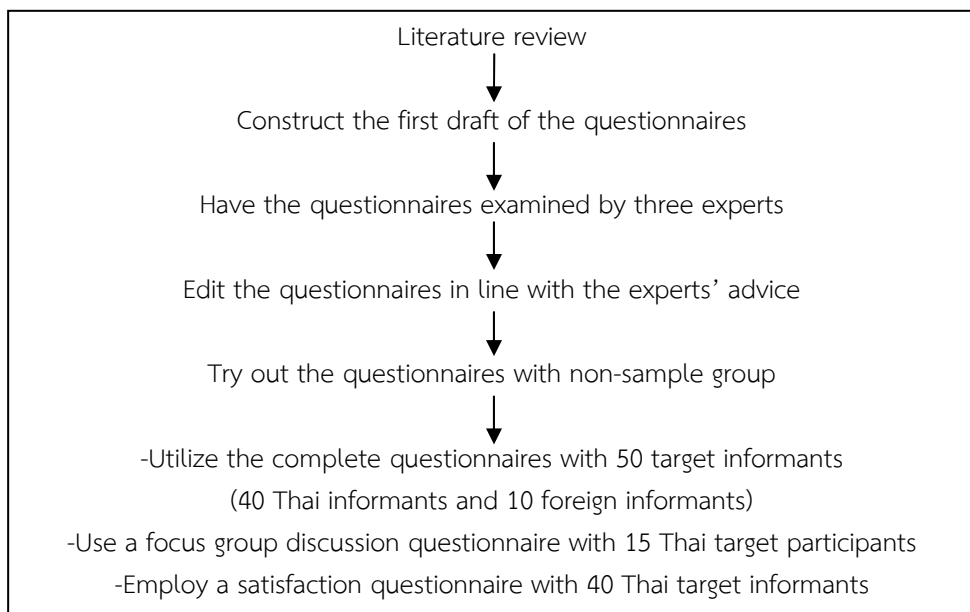 Literature review
Construct the first draft of the questionnaires
Have the questionnaires examined by three experts
Edit the questionnaires in line with the experts’ advice
Try out the questionnaires with non-sample group
-Utilize the complete questionnaires with 50 target informants
(40 Thai informants and 10 foreign informants)
-Use a focus group discussion questionnaire with 15 Thai target participants
-Employ a satisfaction questionnaire with 40 Thai target informants